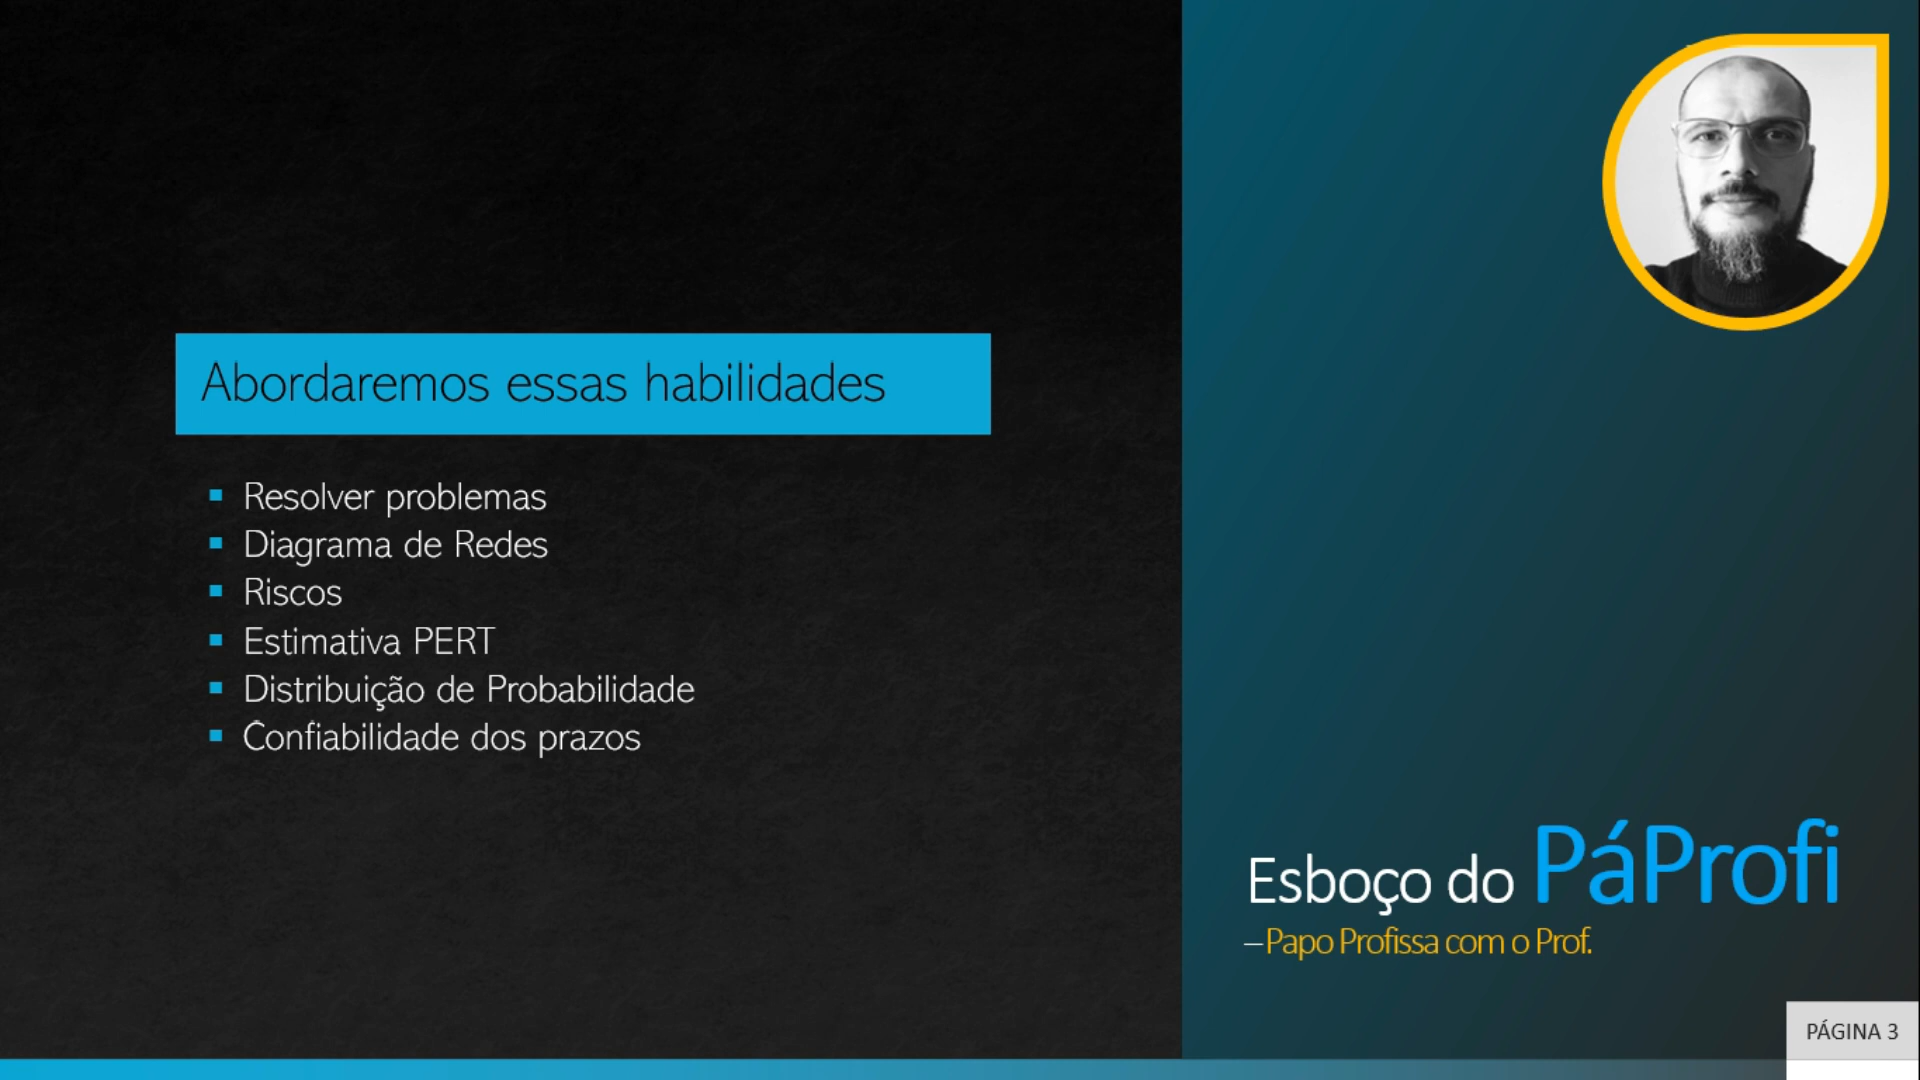 Abordaremos essas habilidades
Resolver problemas
Diagrama de Redes
Riscos
Estimativa PERT
Distribuição de Probabilidade
Confiabilidade dos prazos
Esboço do PáProfi
–Papo Profissa com o Prof.
PÁGINA 3